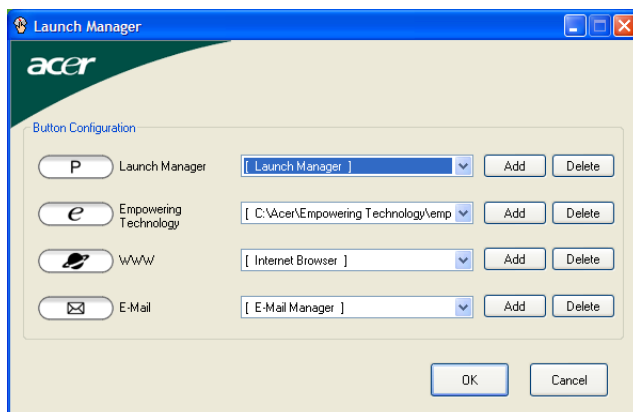 Launch Manager
acer
Button Configuration
P Launch Manager [ Launch Manager ] Add Delete
e Empowering Technology [ C:\Acer\Empowering Technology\emp Add Delete
WWW [ Internet Browser ] Add Delete
E-Mail [ E-Mail Manager ] Add Delete
OK Cancel